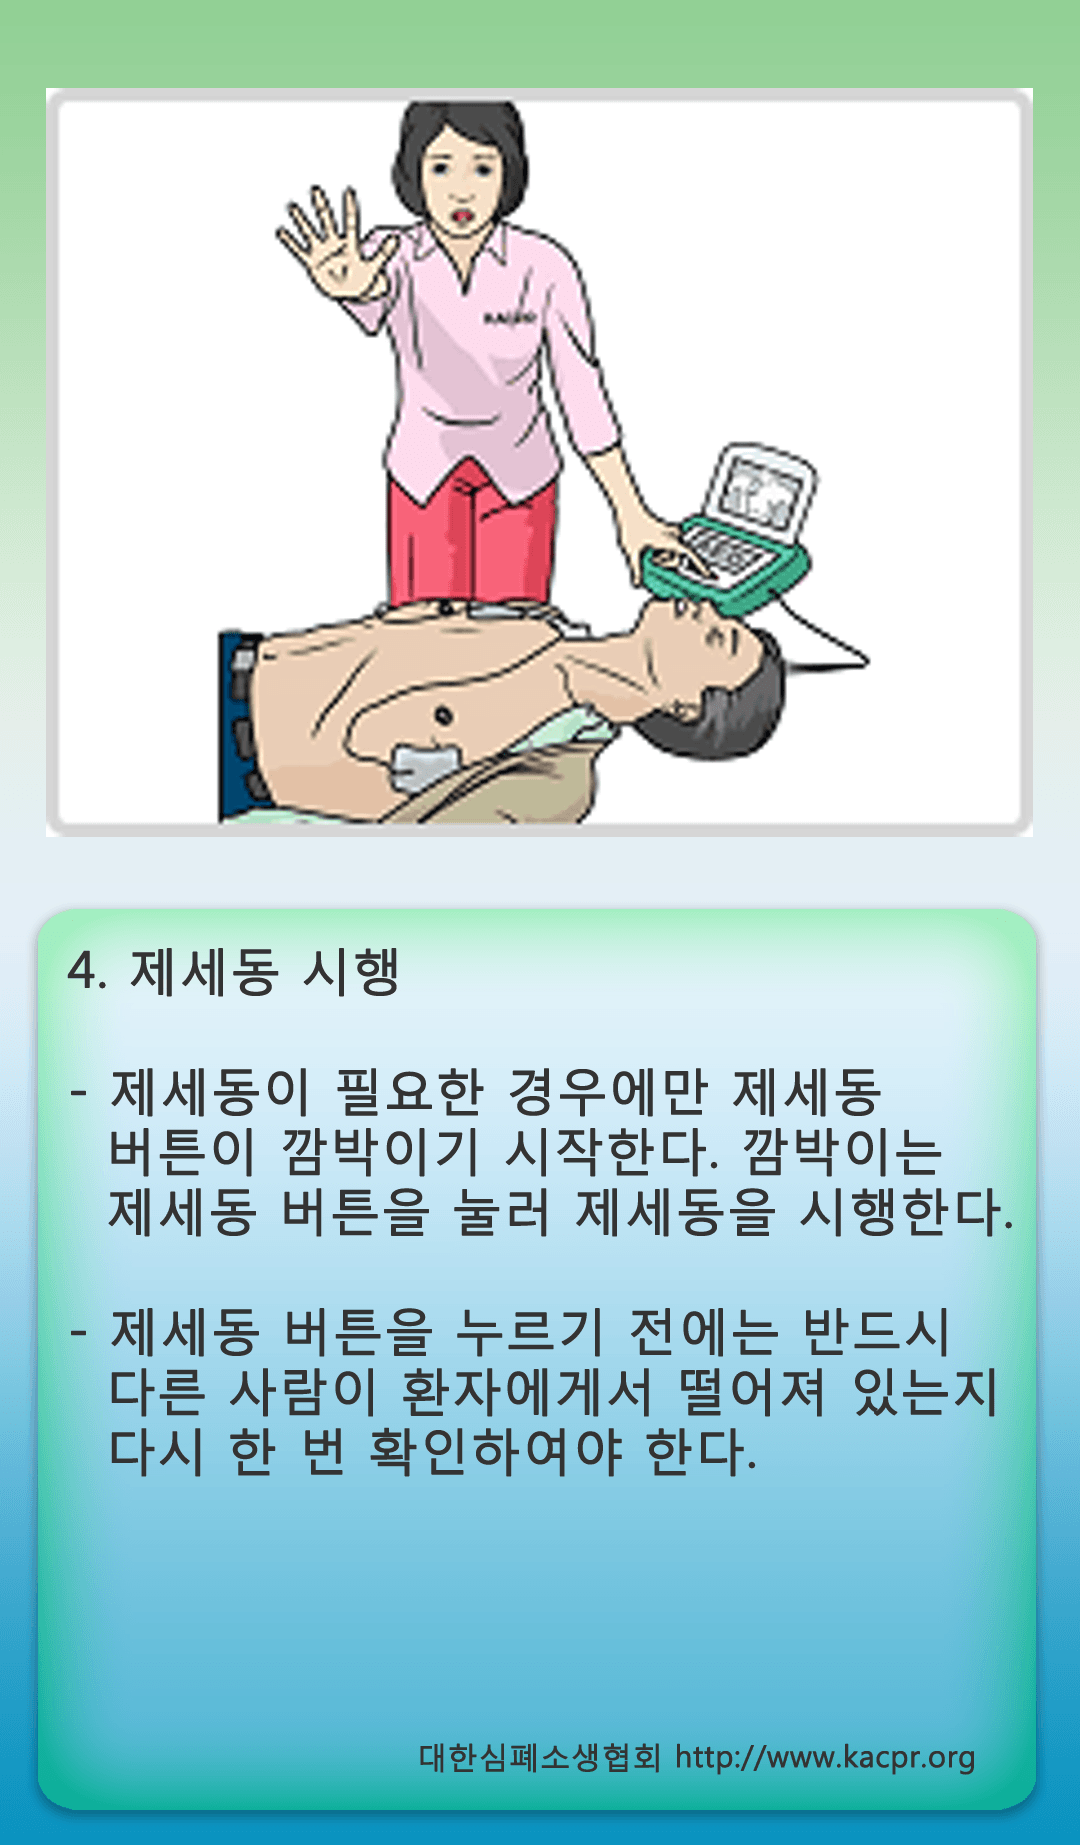 4. 제세동 시행
- 제세동이 필요한 경우에만 제세동
버튼이 깜박이기 시작한다. 깜박이는
제세동 버튼을 눌러 제세동을 시행한다.
- 제세동 버튼을 누르기 전에는 반드시
다른 사람이 환자에게서 떨어져 있는지
다시 한 번 확인하여야 한다.
대한심폐소생협회 http://www.kacpr.org